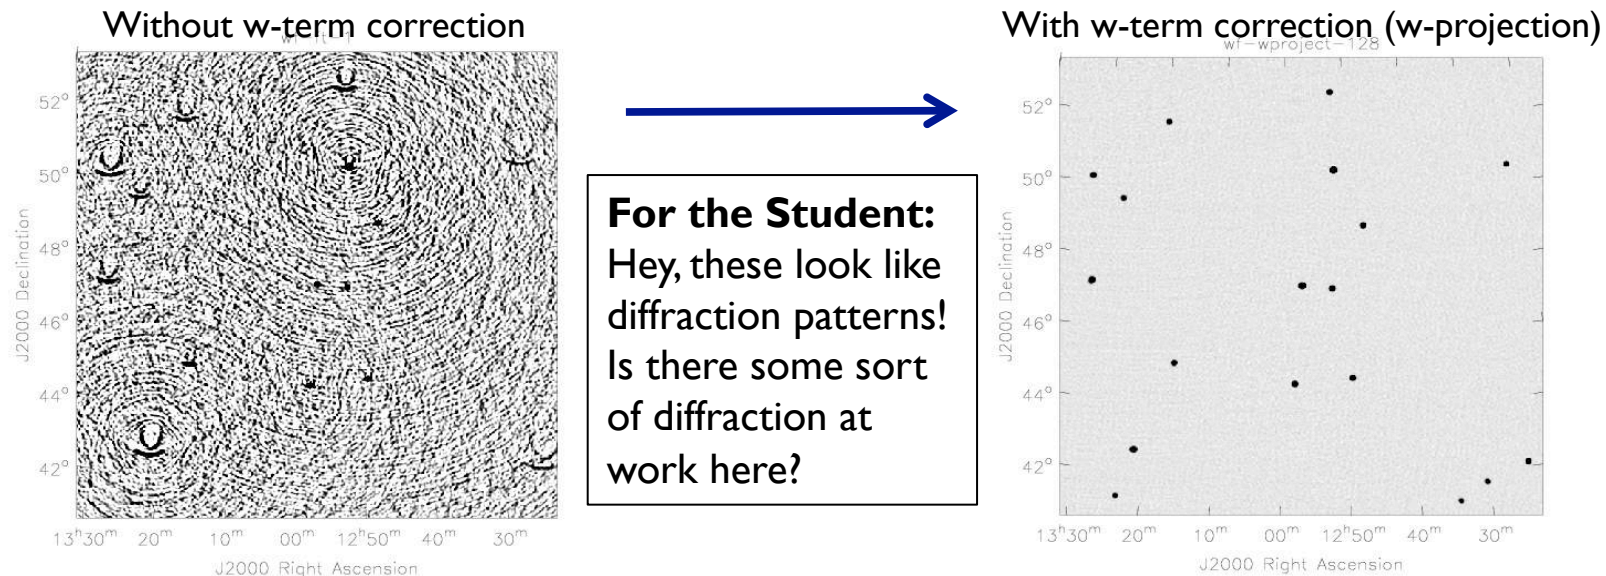 Without w-term correction
With w-term correction (w-projection)
wf-ft-1
wf-wproject-128
52°
50°
48°
46°
44°
42°
J2000 Declination
13ʰ30ᵐ 20ᵐ 10ᵐ 00ᵐ 12ʰ50ᵐ 40ᵐ 30ᵐ
J2000 Right Ascension
For the Student:
Hey, these look like
diffraction patterns!
Is there some sort
of diffraction at
work here?
52°
50°
48°
46°
44°
42°
J2000 Declination
13ʰ30ᵐ 20ᵐ 10ᵐ 00ᵐ 12ʰ50ᵐ 40ᵐ 30ᵐ
J2000 Right Ascension